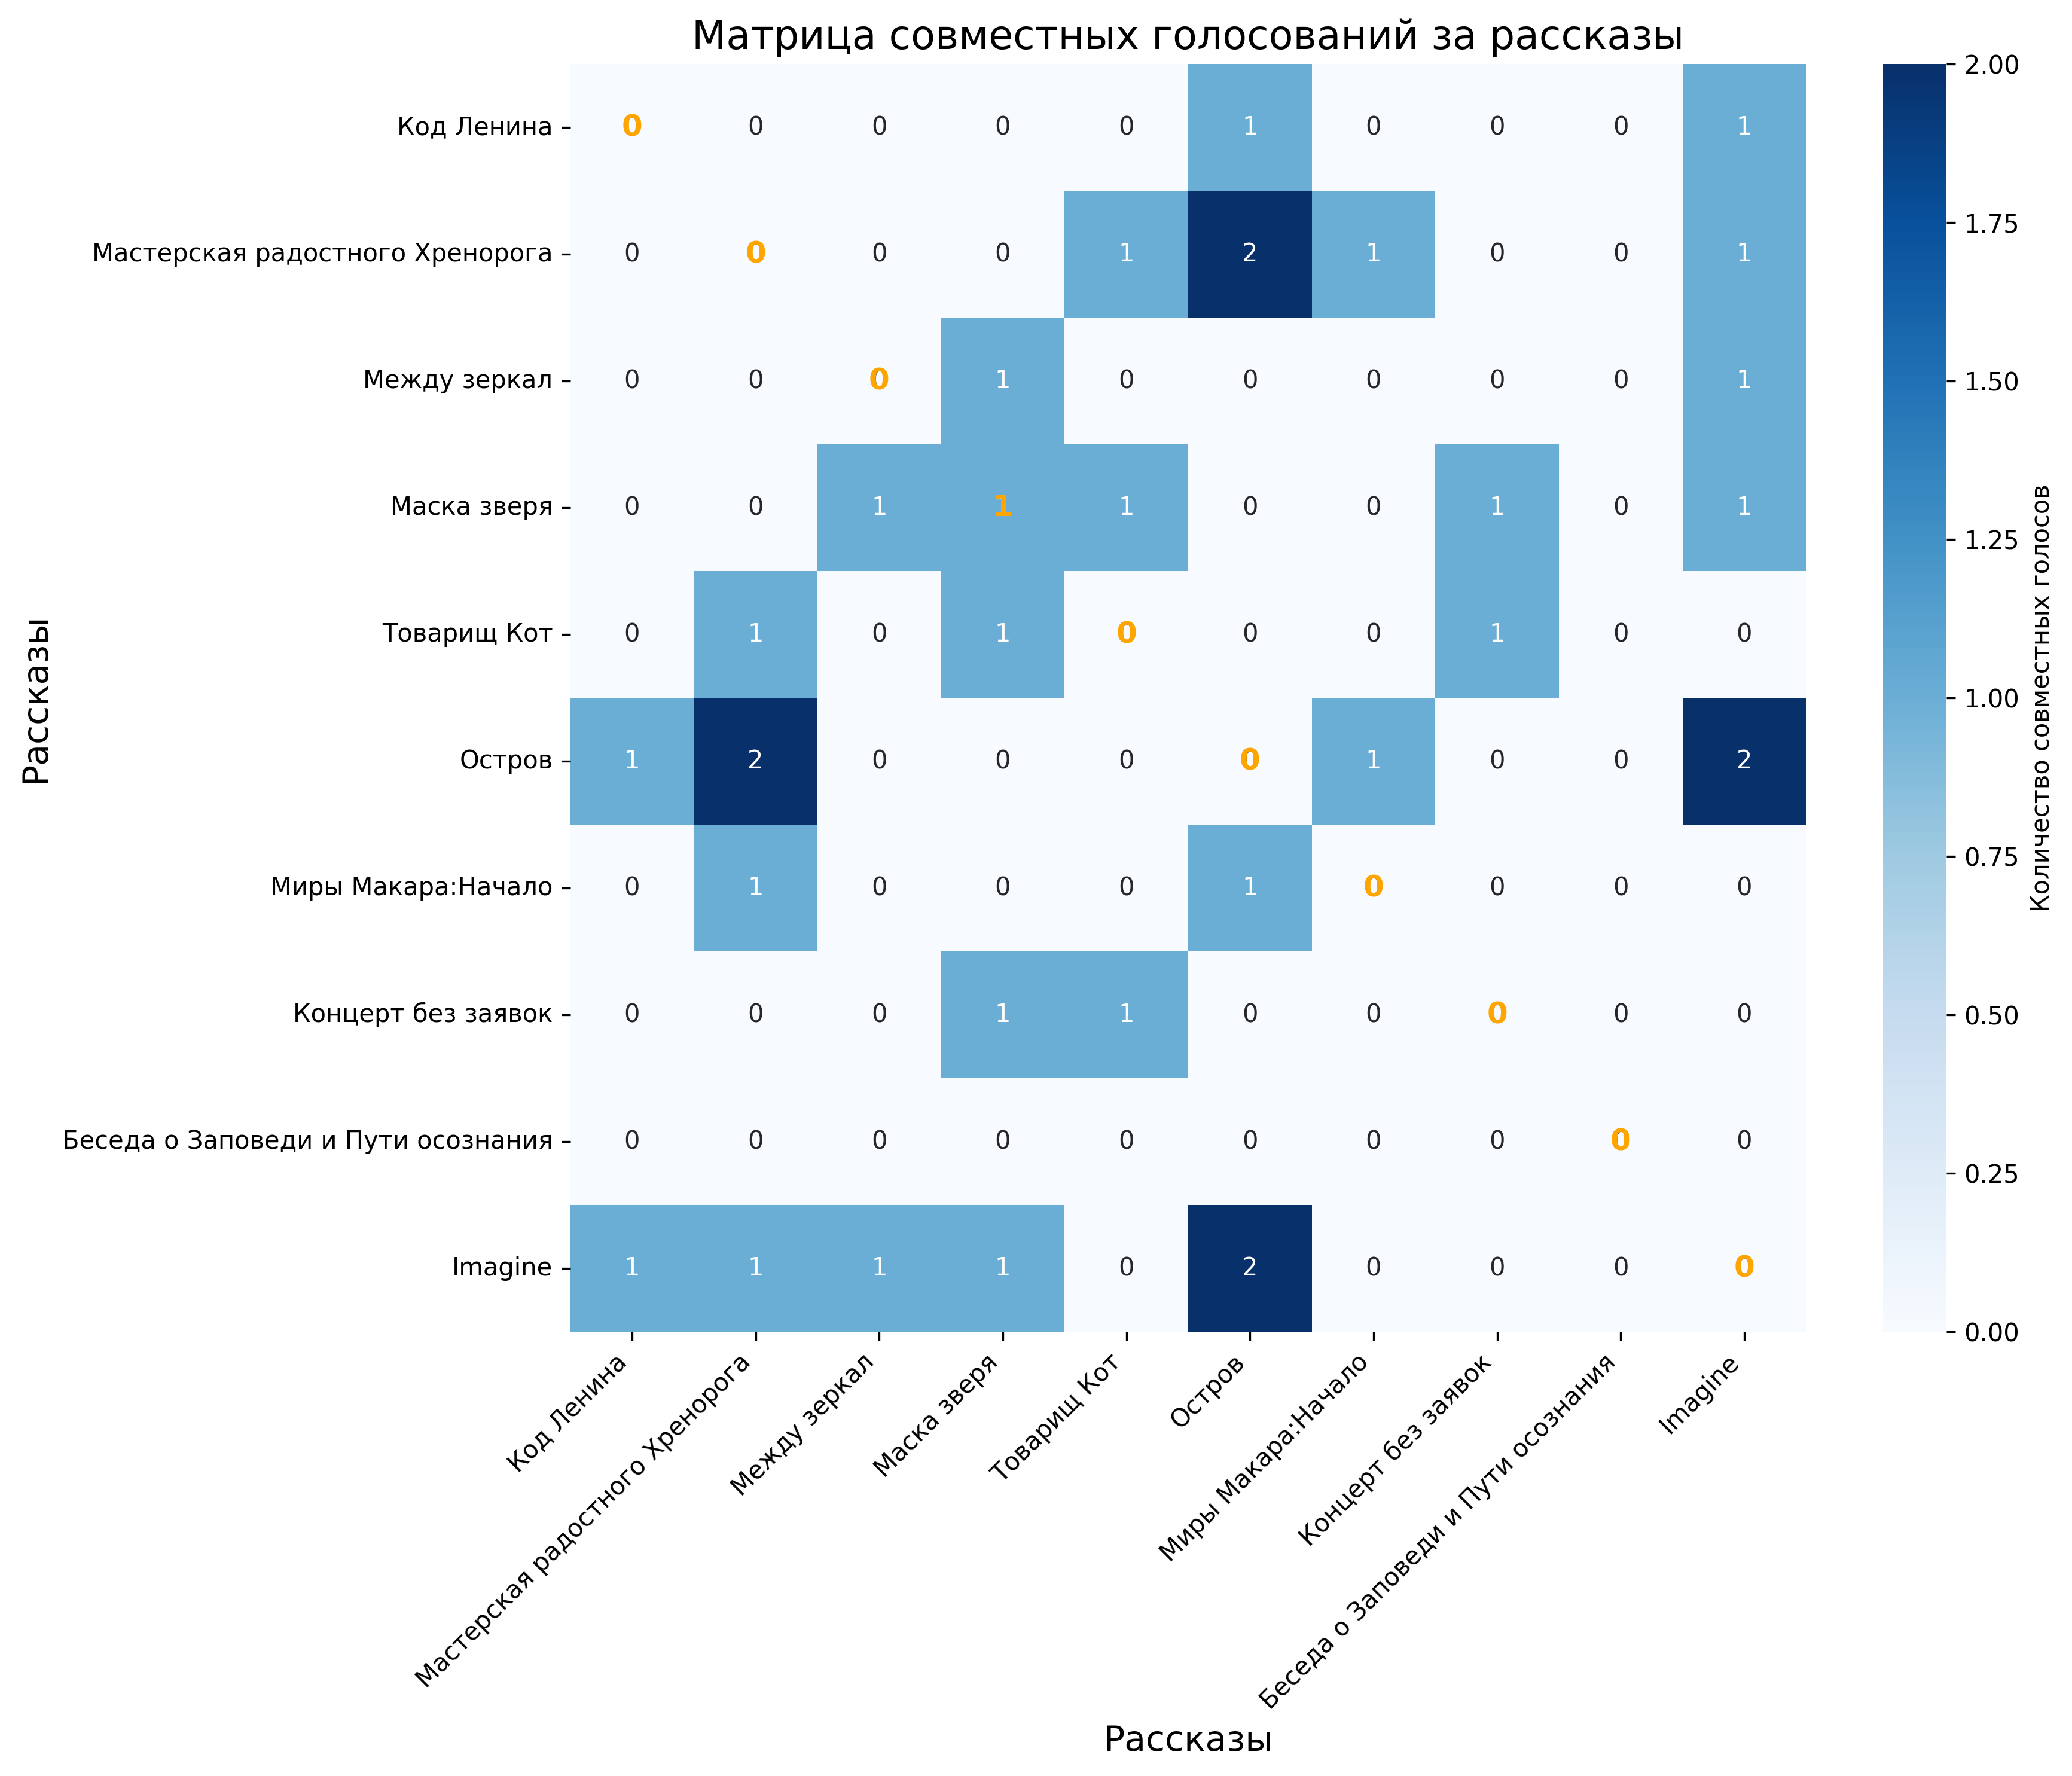 Матрица совместных голосований за рассказы
Рассказы
Код Ленина 0 0 0 0 0 1 0 0 0 1
Мастерская радостного Хренорога 0 0 0 0 1 2 1 0 0 1
Между зеркал 0 0 0 1 0 0 0 0 0 1
Маска зверя 0 0 1 1 1 0 0 1 0 1
Товарищ Кот 0 1 0 1 0 0 0 1 0 0
Остров 1 2 0 0 0 0 1 0 0 2
Миры Макара:Начало 0 1 0 0 0 1 0 0 0 0
Концерт без заявок 0 0 0 1 1 0 0 0 0 0
Беседа о Заповеди и Пути осознания 0 0 0 0 0 0 0 0 0 0
Imagine 1 1 1 1 0 2 0 0 0 0
Код Ленина
Мастерская радостного Хренорога
Между зеркал
Маска зверя
Товарищ Кот
Остров
Миры Макара:Начало
Концерт без заявок
Беседа о Заповеди и Пути осознания
Imagine
Рассказы
2.00
1.75
1.50
1.25
1.00
0.75
0.50
0.25
0.00
Количество совместных голосов